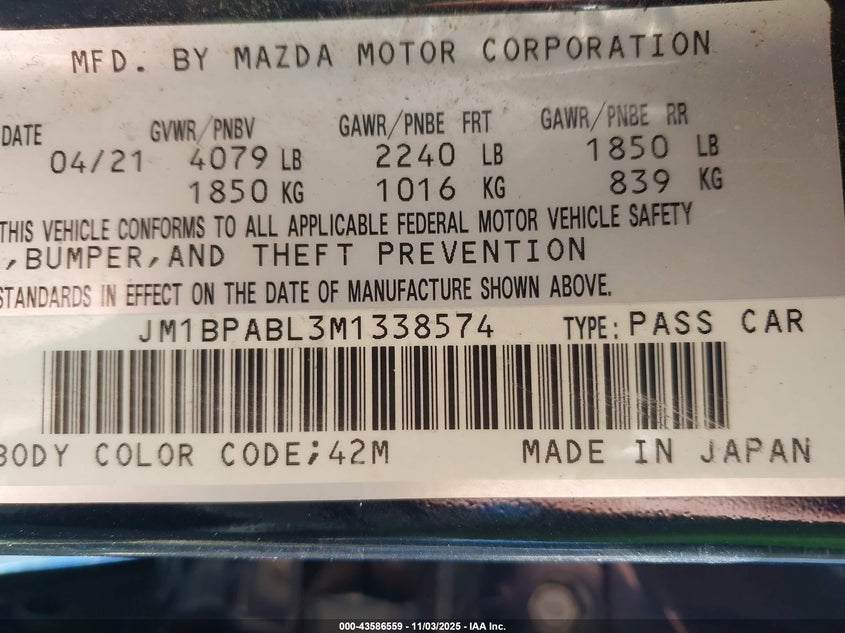 MFD. BY MAZDA MOTOR CORPORATION
DATE GVWR/PNBV GAWR/PNBE FRT GAWR/PNBE RR
04/21 4079 LB 2240 LB 1850 LB
1850 KG 1016 KG 839 KG
THIS VEHICLE CONFORMS TO ALL APPLICABLE FEDERAL MOTOR VEHICLE SAFETY
,BUMPER,AND THEFT PREVENTION
STANDARDS IN EFFECT ON THE DATE OF MANUFACTURE SHOWN ABOVE.
JM1BPABL3M1338574 TYPE: PASS CAR
BODY COLOR CODE;42M MADE IN JAPAN
000-43586559 - 11/03/2025 - IAA Inc.